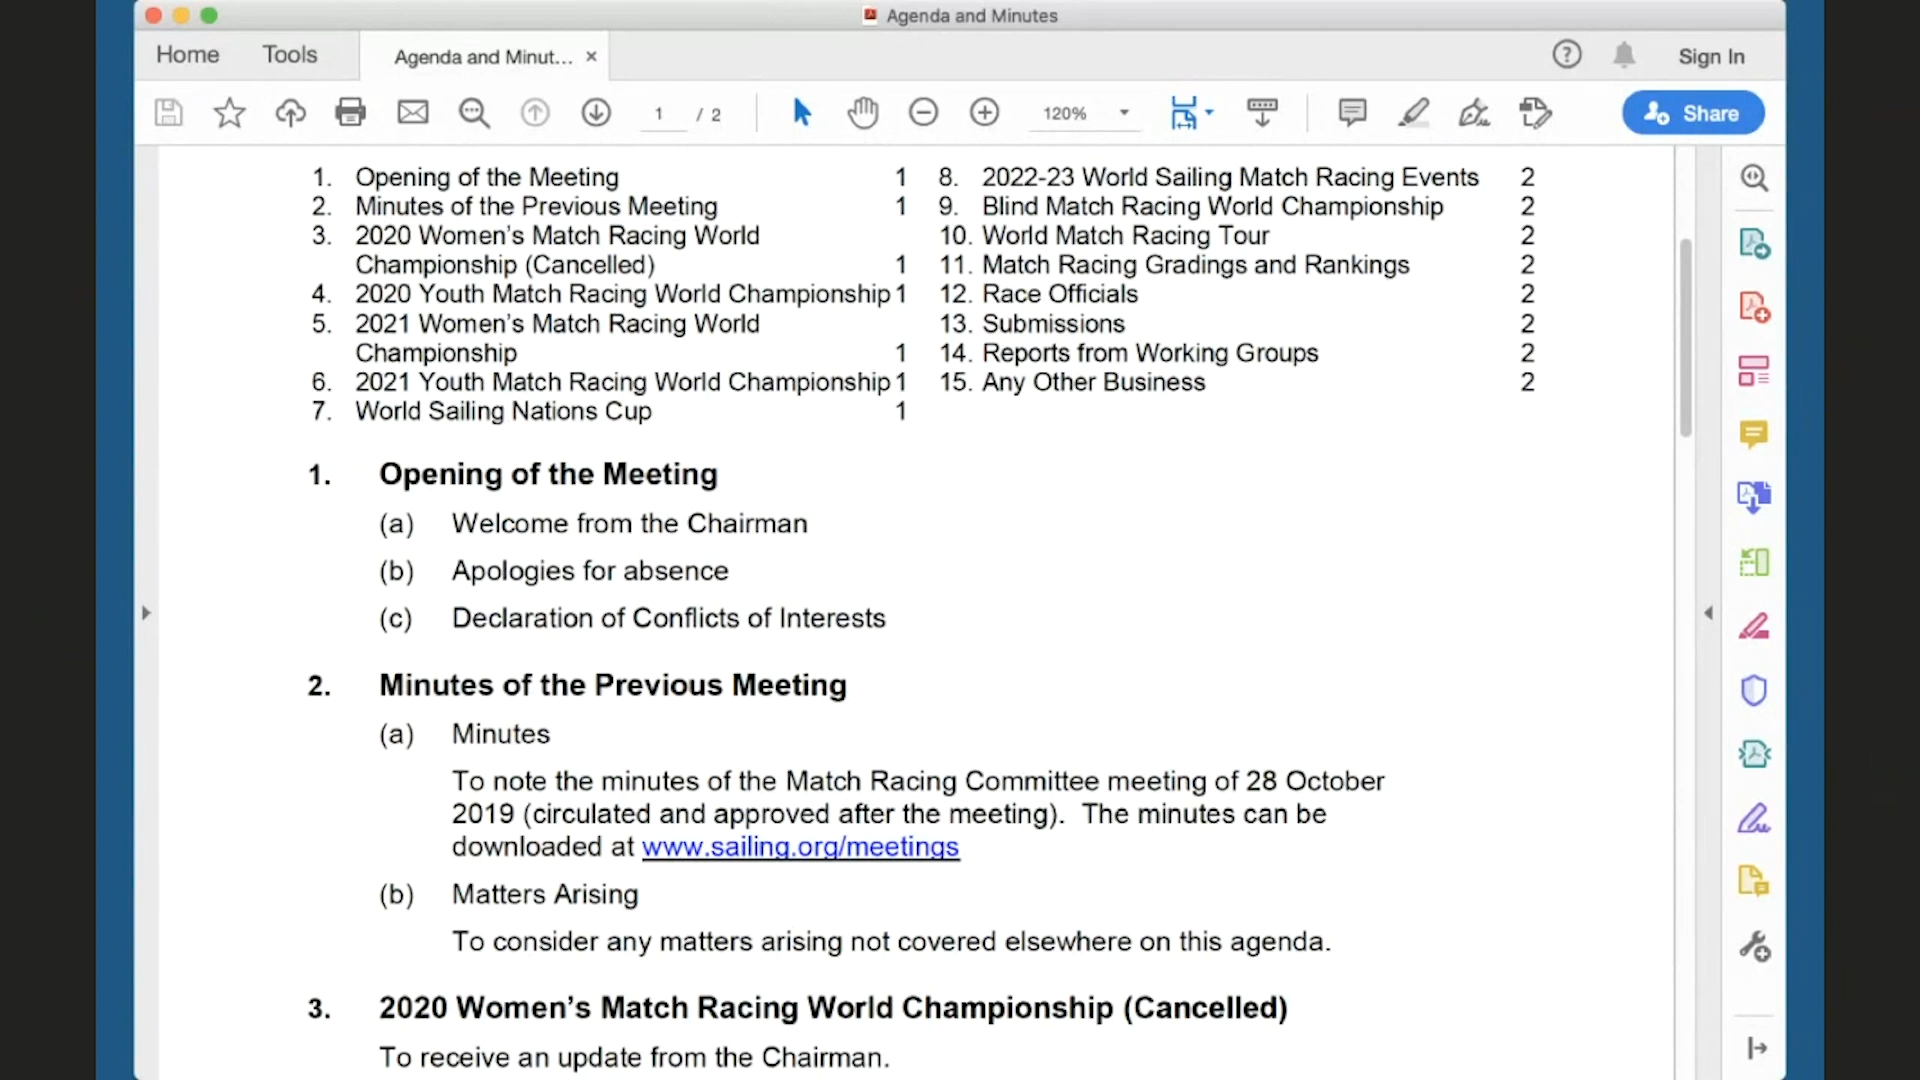 Agenda and Minutes
Home Tools Agenda and Minut... × Sign In
1 / 2 120% Share
1. Opening of the Meeting 1
2. Minutes of the Previous Meeting 1
3. 2020 Women's Match Racing World
Championship (Cancelled) 1
4. 2020 Youth Match Racing World Championship 1
5. 2021 Women's Match Racing World
Championship 1
6. 2021 Youth Match Racing World Championship 1
7. World Sailing Nations Cup 1
8. 2022-23 World Sailing Match Racing Events 2
9. Blind Match Racing World Championship 2
10. World Match Racing Tour 2
11. Match Racing Gradings and Rankings 2
12. Race Officials 2
13. Submissions 2
14. Reports from Working Groups 2
15. Any Other Business 2
1. Opening of the Meeting
(a) Welcome from the Chairman
(b) Apologies for absence
(c) Declaration of Conflicts of Interests
2. Minutes of the Previous Meeting
(a) Minutes
To note the minutes of the Match Racing Committee meeting of 28 October
2019 (circulated and approved after the meeting). The minutes can be
downloaded at www.sailing.org/meetings
(b) Matters Arising
To consider any matters arising not covered elsewhere on this agenda.
3. 2020 Women's Match Racing World Championship (Cancelled)
To receive an update from the Chairman.